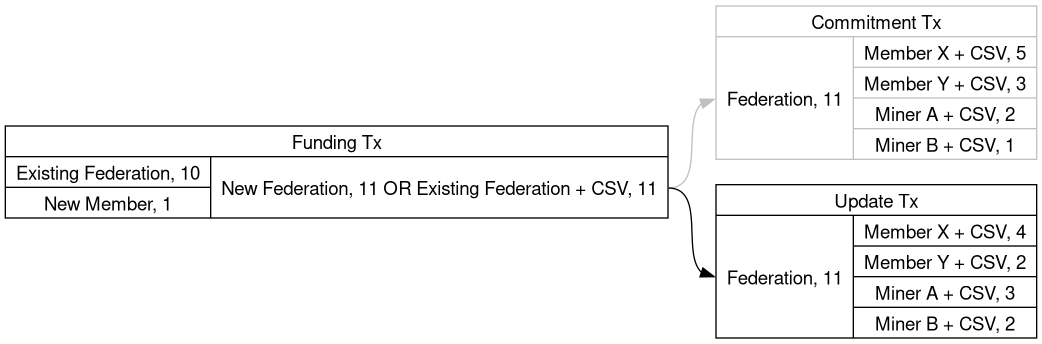 Funding Tx
Existing Federation, 10
New Member, 1
New Federation, 11 OR Existing Federation + CSV, 11
Commitment Tx
Federation, 11
Member X + CSV, 5
Member Y + CSV, 3
Miner A + CSV, 2
Miner B + CSV, 1
Update Tx
Federation, 11
Member X + CSV, 4
Member Y + CSV, 2
Miner A + CSV, 3
Miner B + CSV, 2